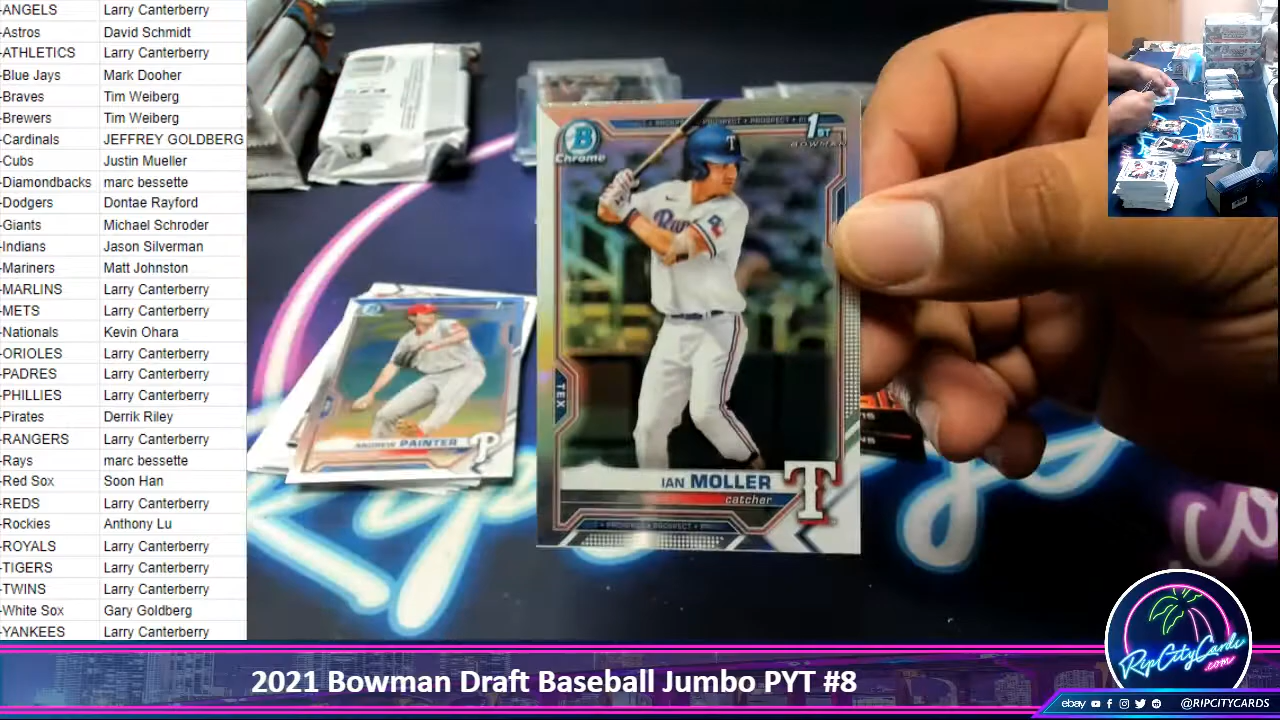 -ANGELS Larry Canterberry
-Astros David Schmidt
-ATHLETICS Larry Canterberry
-Blue Jays Mark Dooher
-Braves Tim Weiberg
-Brewers Tim Weiberg
-Cardinals JEFFREY GOLDBERG
-Cubs Justin Mueller
-Diamondbacks marc bessette
-Dodgers Dontae Rayford
-Giants Michael Schroder
-Indians Jason Silverman
-Mariners Matt Johnston
-MARLINS Larry Canterberry
-METS Larry Canterberry
-Nationals Kevin Ohara
-ORIOLES Larry Canterberry
-PADRES Larry Canterberry
-PHILLIES Larry Canterberry
-Pirates Derrik Riley
-RANGERS Larry Canterberry
-Rays marc bessette
-Red Sox Soon Han
-REDS Larry Canterberry
-Rockies Anthony Lu
-ROYALS Larry Canterberry
-TIGERS Larry Canterberry
-TWINS Larry Canterberry
-White Sox Gary Goldberg
-YANKEES Larry Canterberry
PROSPECT • PROSPECT
1ST
BOWMAN
B
Chrome
T
TEX
IAN MOLLER
catcher
T
PROSPECT
ANDREW PAINTER
P
2021 Bowman Draft Baseball Jumbo PYT #8
RipCityCards
.com
ebay @RIPCITYCARDS